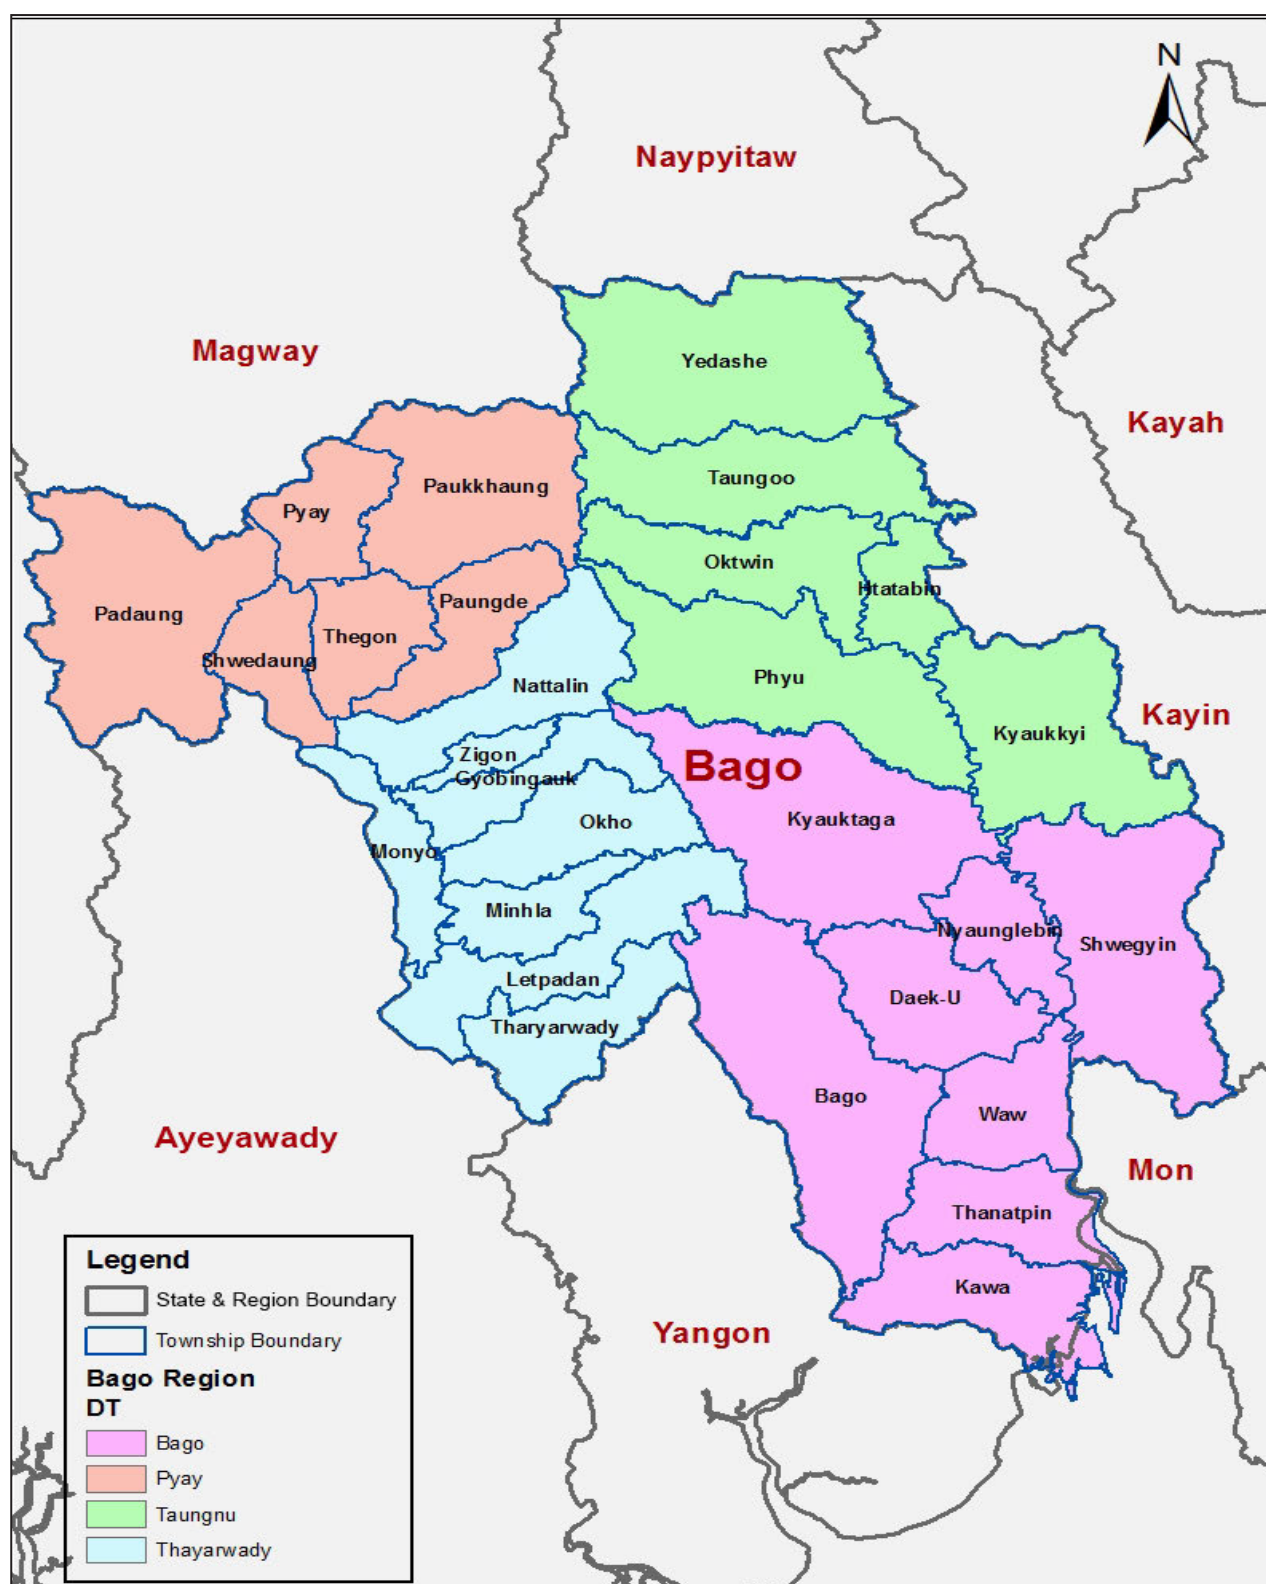 N
Naypyitaw
Magway
Yedashe
Kayah
Taungoo
Paukkhaung
Pyay
Oktwin
Htatabin
Padaung
Paungde
Thegon
Shwedaung
Nattalin
Phyu
Kayin
Kyaukkyi
Zigon
Bago
Gyobingauk
Okho
Kyauktaga
Monyo
Minhla
Nyaunglebin
Shwegyin
Letpadan
Daek-U
Tharyarwady
Bago
Waw
Ayeyawady
Mon
Thanatpin
Kawa
Yangon
Legend
State & Region Boundary
Township Boundary
Bago Region
DT
Bago
Pyay
Taungnu
Thayarwady